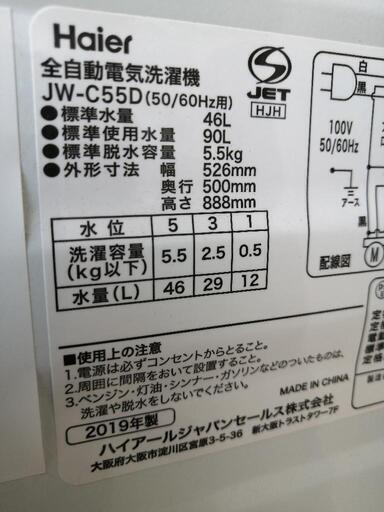 Haier
全自動電気洗濯機
JW-C55D(50/60Hz用)
S
JET
HJH
●標準水量 46L
●標準使用水量 90L
●標準脱水容量 5.5kg
●外形寸法 幅 526mm
奥行 500mm
高さ 888mm
白
黒
100V
50/60Hz
アース
黒
M
配線図
水位 5 3 1
洗濯容量(kg以下) 5.5 2.5 0.5
水量(L) 46 29 12
■使用上の注意
1.電源は必ずコンセントからとること。
2.周囲に間隔をおいて設置すること。
3.ベンジン・灯油・シンナー・ガソリンなどのついたものは、
洗濯や脱水をしないでください。
2019年製
MADE IN CHINA
ハイアールジャパンセールス株式会社
大阪府大阪市淀川区宮原3-5-36 新大阪トラストタワー7F